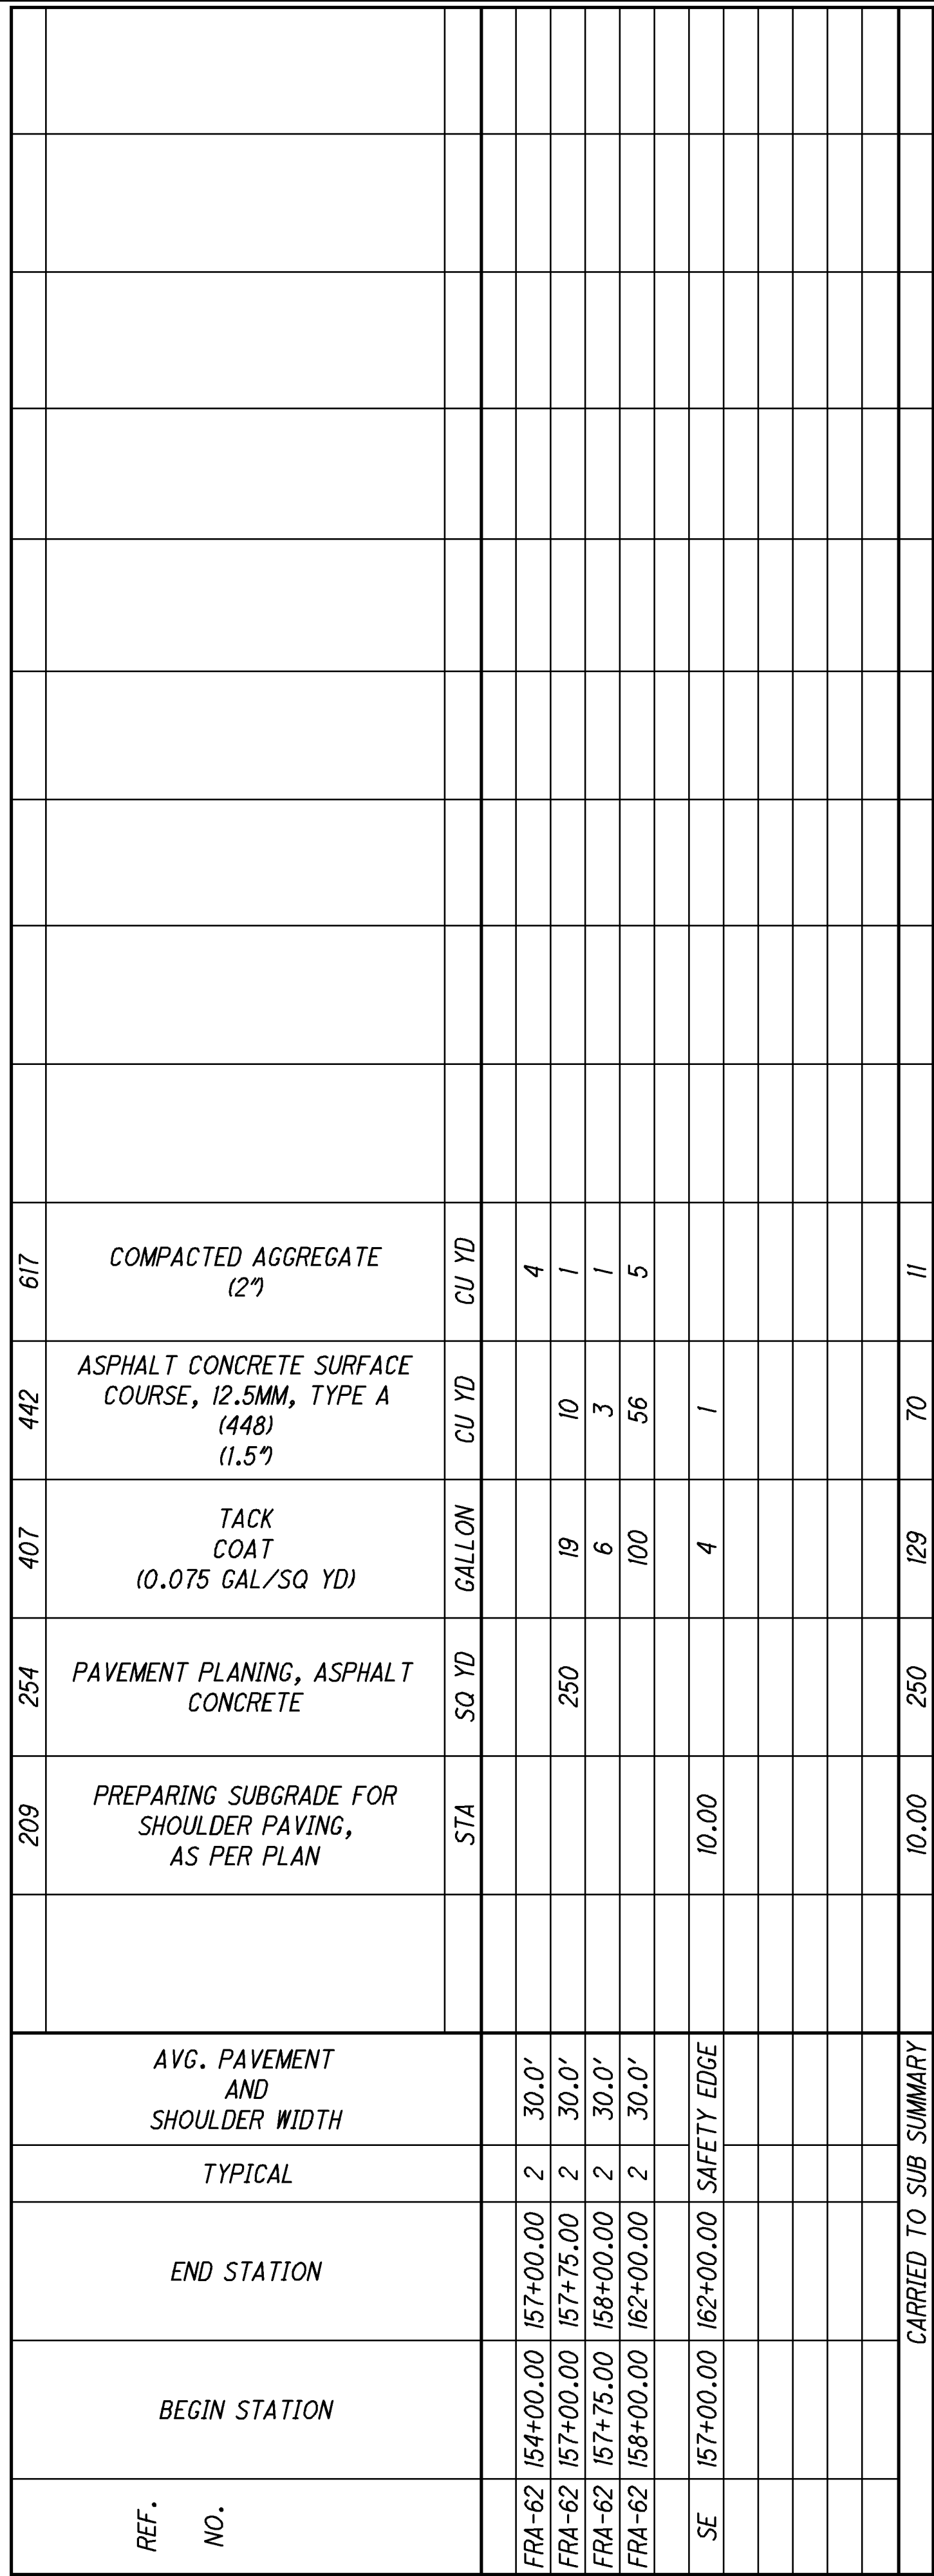 REF.
NO.
BEGIN STATION
END STATION
TYPICAL
AVG. PAVEMENT
AND
SHOULDER WIDTH
209
PREPARING SUBGRADE FOR
SHOULDER PAVING,
AS PER PLAN
STA
254
PAVEMENT PLANING, ASPHALT
CONCRETE
SQ YD
407
TACK
COAT
(0.075 GAL/SQ YD)
GALLON
442
ASPHALT CONCRETE SURFACE
COURSE, 12.5MM, TYPE A
(448)
(1.5")
CU YD
617
COMPACTED AGGREGATE
(2")
CU YD
FRA-62 154+00.00 157+00.00 2 30.0' 4
FRA-62 157+00.00 157+75.00 2 30.0' 250 19 10 1
FRA-62 157+75.00 158+00.00 2 30.0' 6 3 1
FRA-62 158+00.00 162+00.00 2 30.0' 100 56 5
SE 157+00.00 162+00.00 SAFETY EDGE 10.00 4 1
CARRIED TO SUB SUMMARY 10.00 250 129 70 11